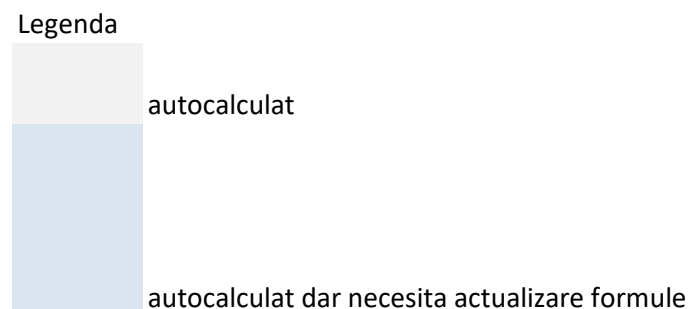 Legenda
autocalculat
autocalculat dar necesita actualizare formule